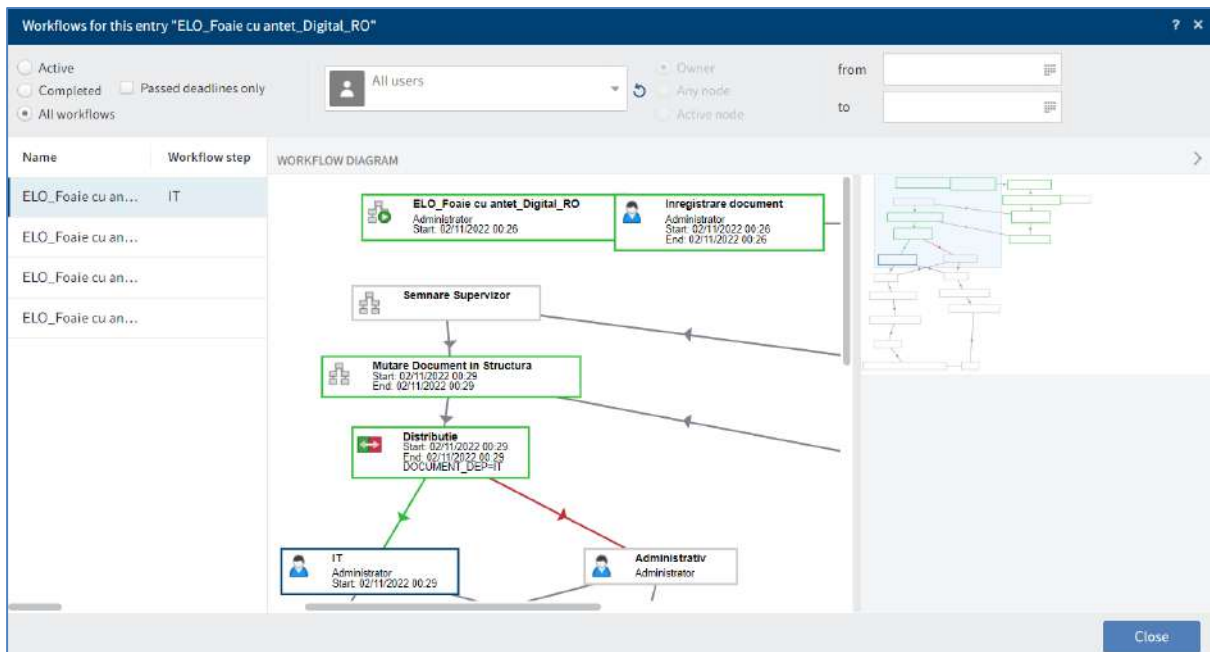 Workflows for this entry "ELO_Foaie cu antet_Digital_RO"
? ×
Active
Completed
Passed deadlines only
All workflows
All users
Owner
Any node
Active node
from
to
Name
Workflow step
WORKFLOW DIAGRAM
ELO_Foaie cu an...
IT
ELO_Foaie cu an...
ELO_Foaie cu an...
ELO_Foaie cu an...
ELO_Foaie cu antet_Digital_RO
Administrator
Start: 02/11/2022 00:26
Inregistrare document
Administrator
Start: 02/11/2022 00:26
End: 02/11/2022 00:26
Semnare Supervizor
Mutare Document in Structura
Start: 02/11/2022 00:29
End: 02/11/2022 00:29
Distributie
Start: 02/11/2022 00:29
End: 02/11/2022 00:29
DOCUMENT_DEP=IT
IT
Administrator
Start: 02/11/2022 00:29
Administrativ
Administrator
Close